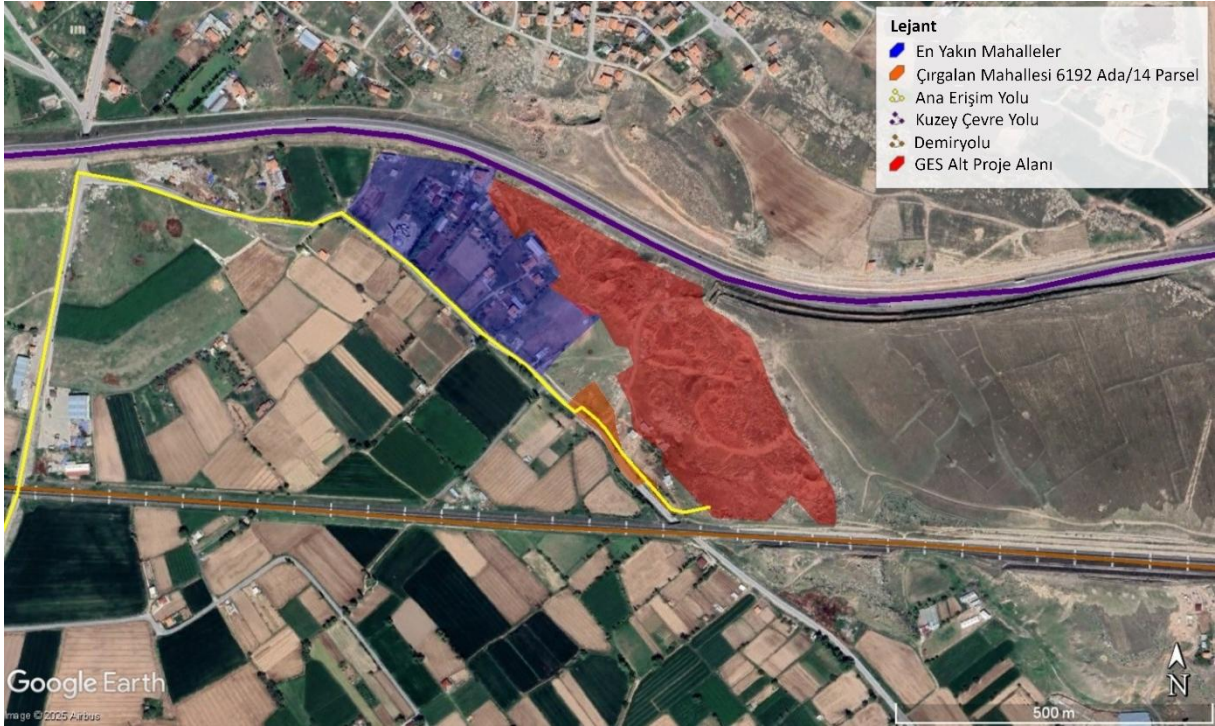 Lejant
En Yakın Mahalleler
Çırgalan Mahallesi 6192 Ada/14 Parsel
Ana Erişim Yolu
Kuzey Çevre Yolu
Demiryolu
GES Alt Proje Alanı
N
Google Earth
500 m
mage © 2025 Airbus